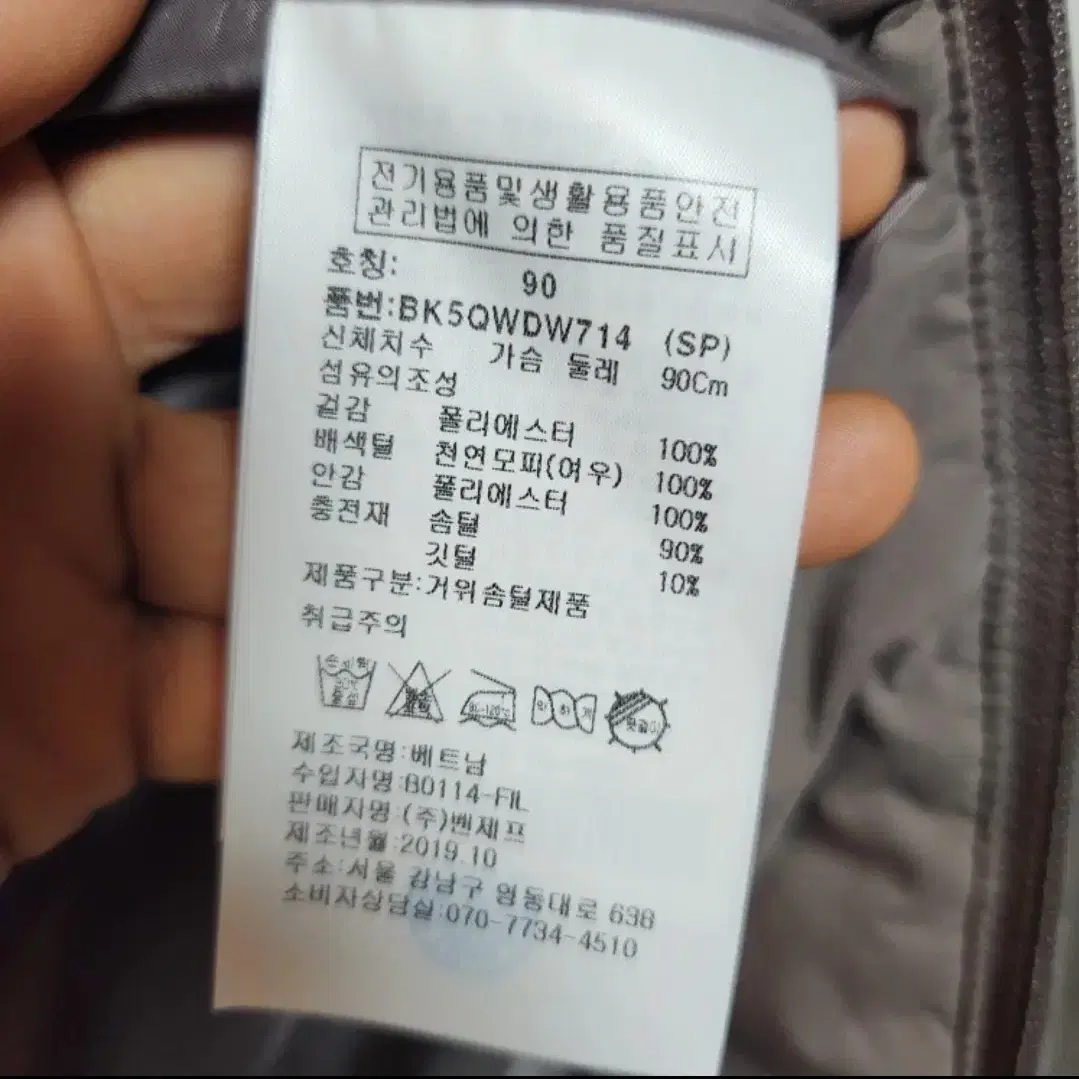 전기용품및생활용품안전
관리법에 의한 품질표시
호칭: 90
품번:BK5QWDW714 (SP)
신체치수 가슴 둘레 90Cm
섬유의조성
겉감 폴리에스터 100%
배색털 천연모피(여우) 100%
안감 폴리에스터 100%
충전재 솜털 90%
깃털 10%
제품구분:거위솜털제품
취급주의
80~120℃
제조국명:베트남
수입자명:B0114-FIL
판매자명:(주)벤제프
제조년월:2019.10
주소:서울 강남구 영동대로 638
소비자상담실:070-7734-4510